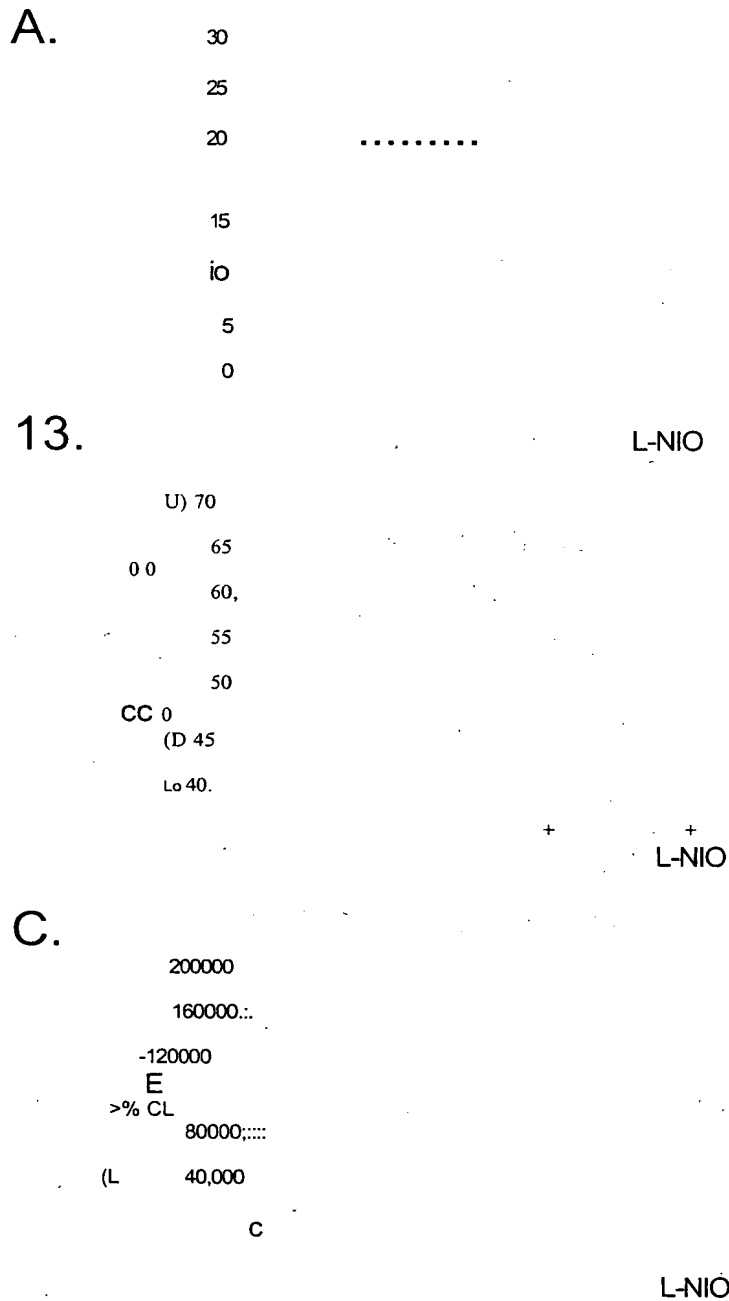 A.
30
25
20 .........
15
iO
5
0
13.
L-NIO
U) 70
65
0 0
60,
55
50
CC 0
(D 45
Lo 40.
+ +
L-NIO
C.
200000
160000.:.
-120000
E
>% CL
80000;::::
(L 40,000
C
L-NIO